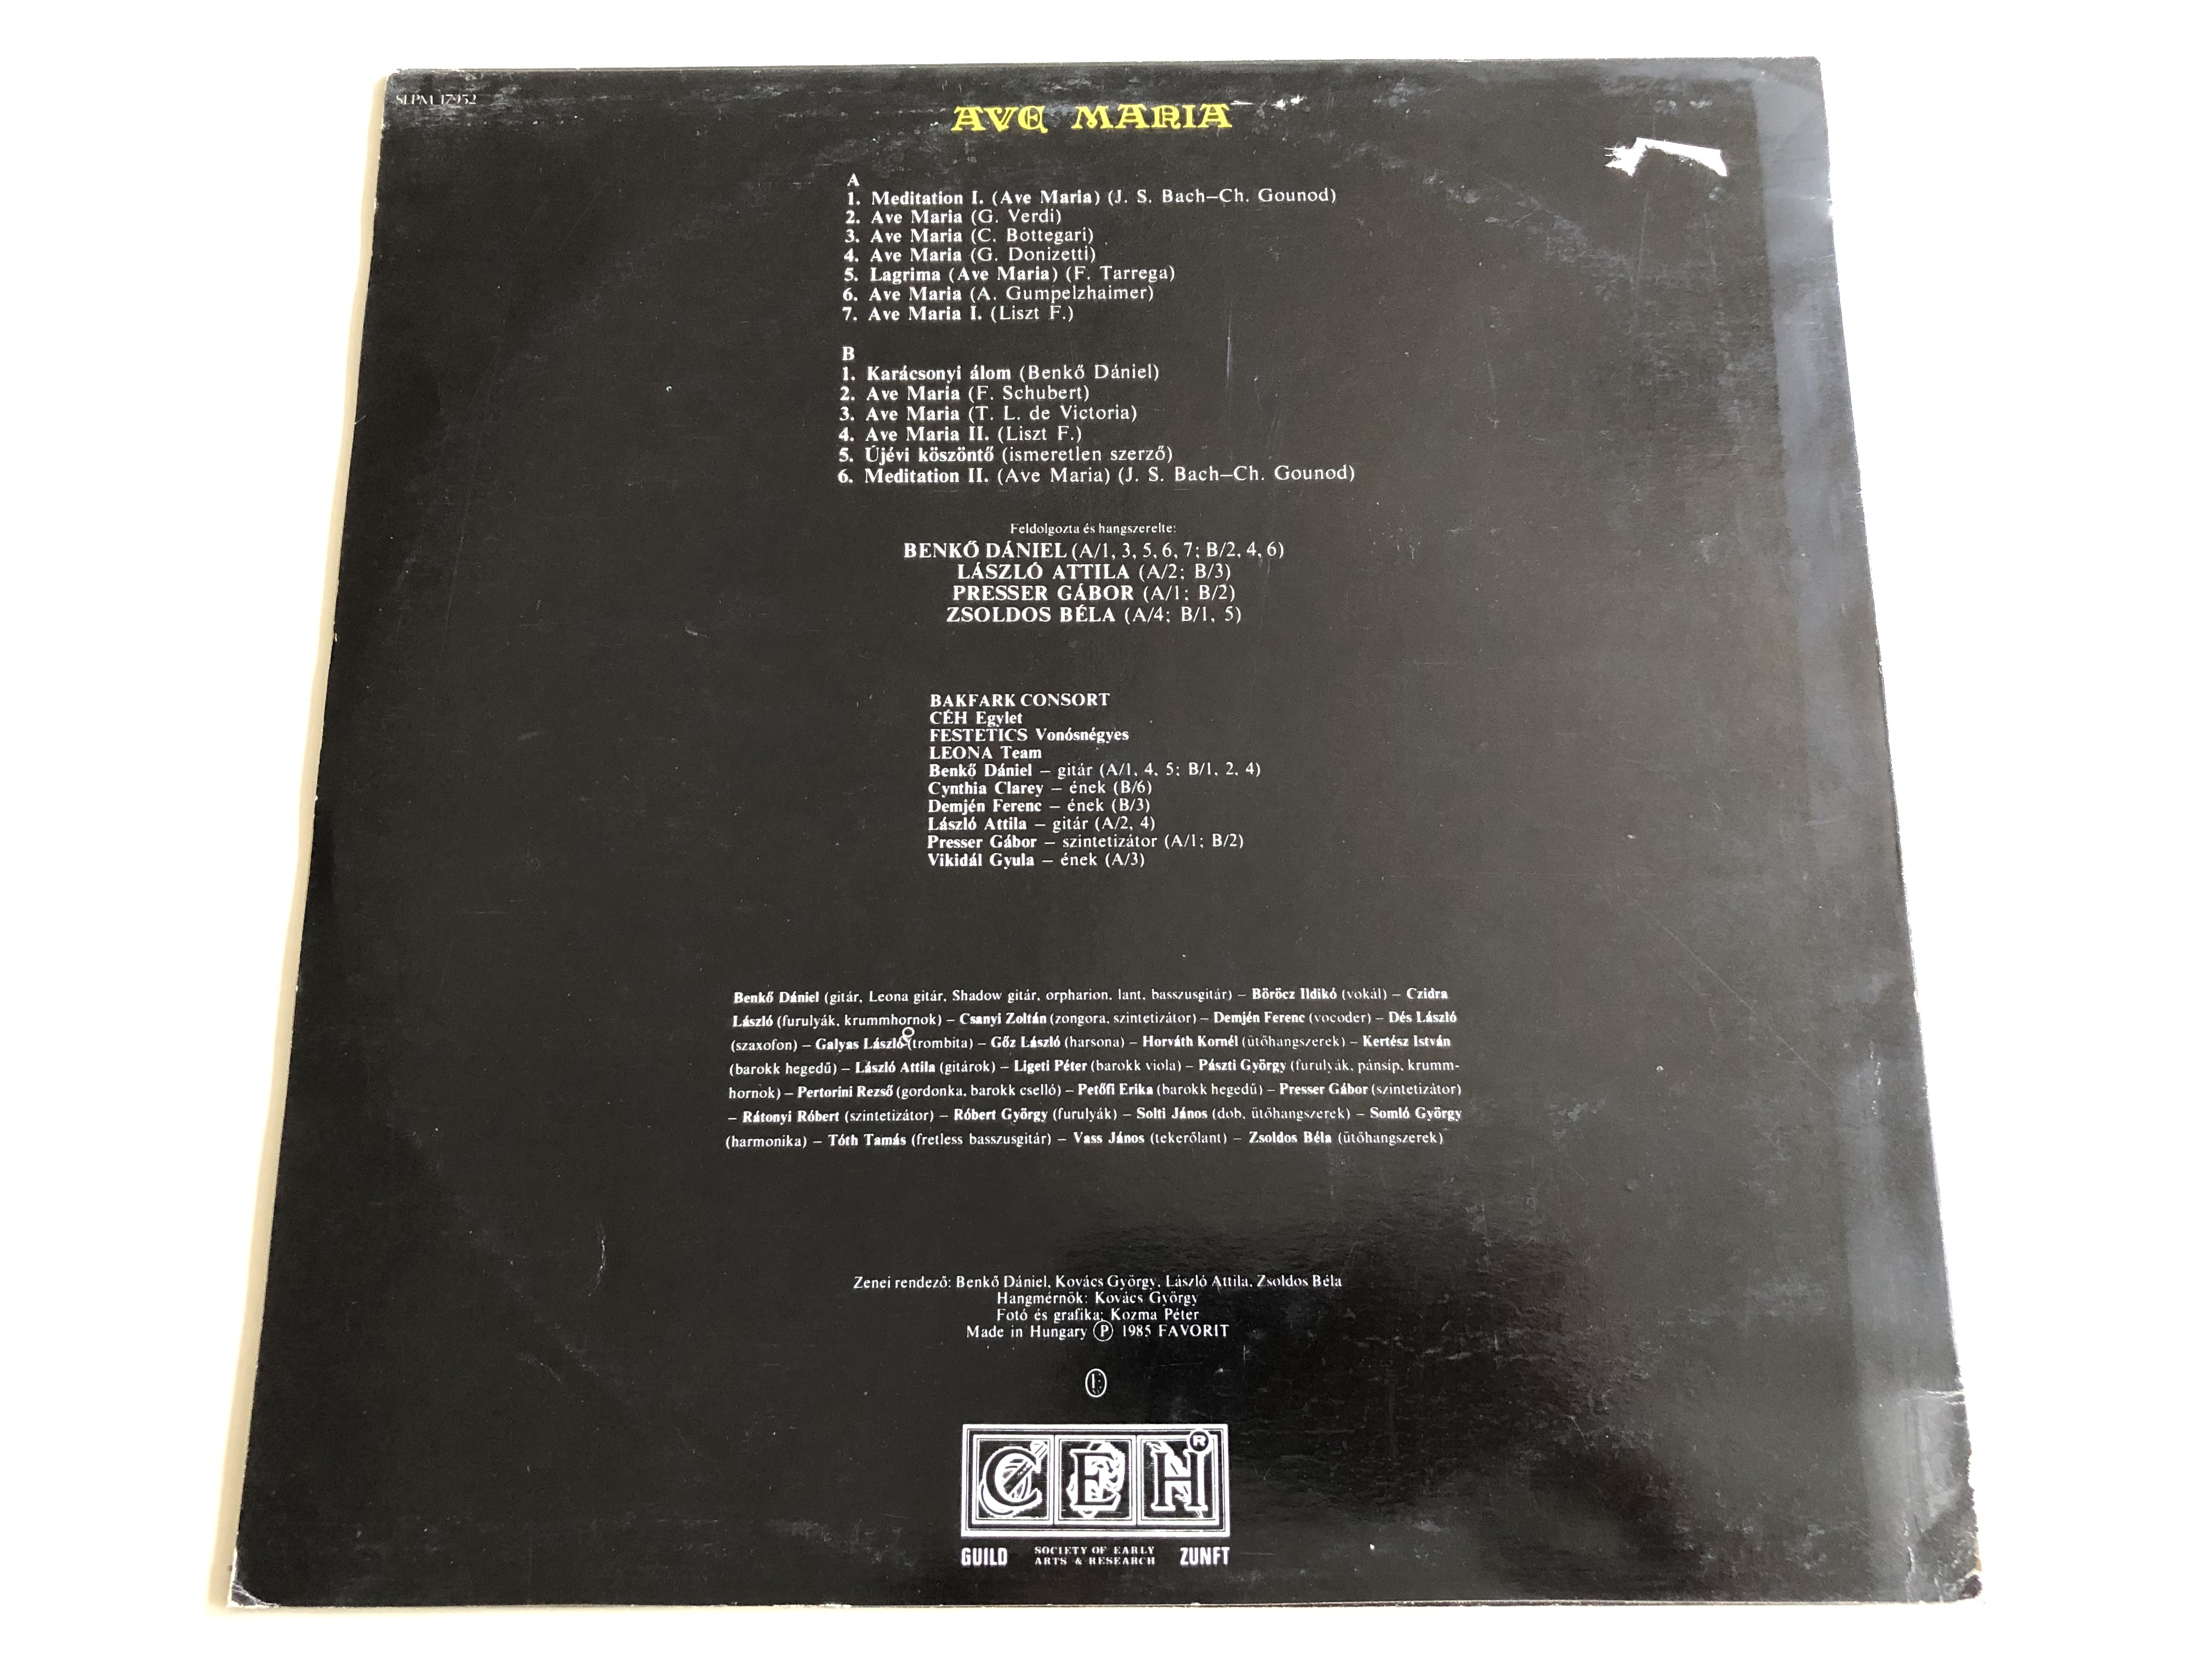 SLPM 17952
AVE MARIA
A
1. Meditation I. (Ave Maria) (J. S. Bach–Ch. Gounod)
2. Ave Maria (G. Verdi)
3. Ave Maria (C. Bottegari)
4. Ave Maria (G. Donizetti)
5. Lagrima (Ave Maria) (F. Tarrega)
6. Ave Maria (A. Gumpelzhaimer)
7. Ave Maria I. (Liszt F.)
B
1. Karácsonyi álom (Benkő Dániel)
2. Ave Maria (F. Schubert)
3. Ave Maria (T. L. de Victoria)
4. Ave Maria II. (Liszt F.)
5. Újévi köszöntő (ismeretlen szerző)
6. Meditation II. (Ave Maria) (J. S. Bach–Ch. Gounod)
Feldolgozta és hangszerelte:
BENKŐ DÁNIEL (A/1, 3, 5, 6, 7; B/2, 4, 6)
LÁSZLÓ ATTILA (A/2; B/3)
PRESSER GÁBOR (A/1; B/2)
ZSOLDOS BÉLA (A/4; B/1, 5)
BAKFARK CONSORT
CÉH Egylet
FESTETICS Vonósnégyes
LEONA Team
Benkő Dániel – gitár (A/1, 4, 5; B/1, 2, 4)
Cynthia Clarey – ének (B/6)
Demjén Ferenc – ének (B/3)
László Attila – gitár (A/2, 4)
Presser Gábor – szintetizátor (A/1; B/2)
Vikidál Gyula – ének (A/3)
Benkő Dániel (gitár, Leona gitár, Shadow gitár, orpharion, lant, basszusgitár) – Böröcz Ildikó (vokál) – Czidra
László (furulyák, krummhornok) – Csanyi Zoltán (zongora, szintetizátor) – Demjén Ferenc (vocoder) – Dés László
(szaxofon) – Galyas László (trombita) – Gőz László (harsona) – Horváth Kornél (ütőhangszerek) – Kertész István
(barokk hegedű) – László Attila (gitárok) – Ligeti Péter (barokk viola) – Pászti György (furulyák, pánsíp, krumm-
hornok) – Pertorini Rezső (gordonka, barokk cselló) – Petőfi Erika (barokk hegedű) – Presser Gábor (szintetizátor)
– Rátonyi Róbert (szintetizátor) – Róbert György (furulyák) – Solti János (dob, ütőhangszerek) – Somló György
(harmonika) – Tóth Tamás (fretless basszusgitár) – Vass János (tekerőlant) – Zsoldos Béla (ütőhangszerek)
Zenei rendező: Benkő Dániel, Kovács György, László Attila, Zsoldos Béla
Hangmérnök: Kovács György
Fotó és grafika: Kozma Péter
Made in Hungary Ⓟ 1985 FAVORIT
CÉH ®
GUILD SOCIETY OF EARLY ZUNFT
ARTS & RESEARCH